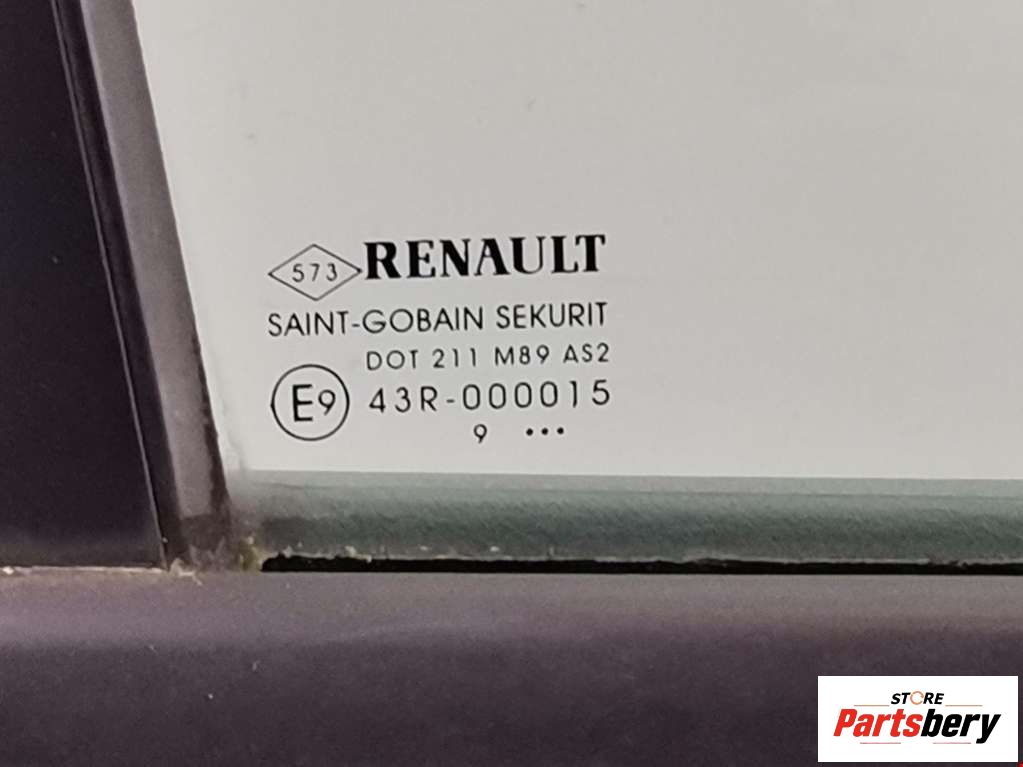 573 RENAULT
SAINT-GOBAIN SEKURIT
DOT 211 M89 AS2
E9 43R-000015
9 •••
STORE
Partsbery